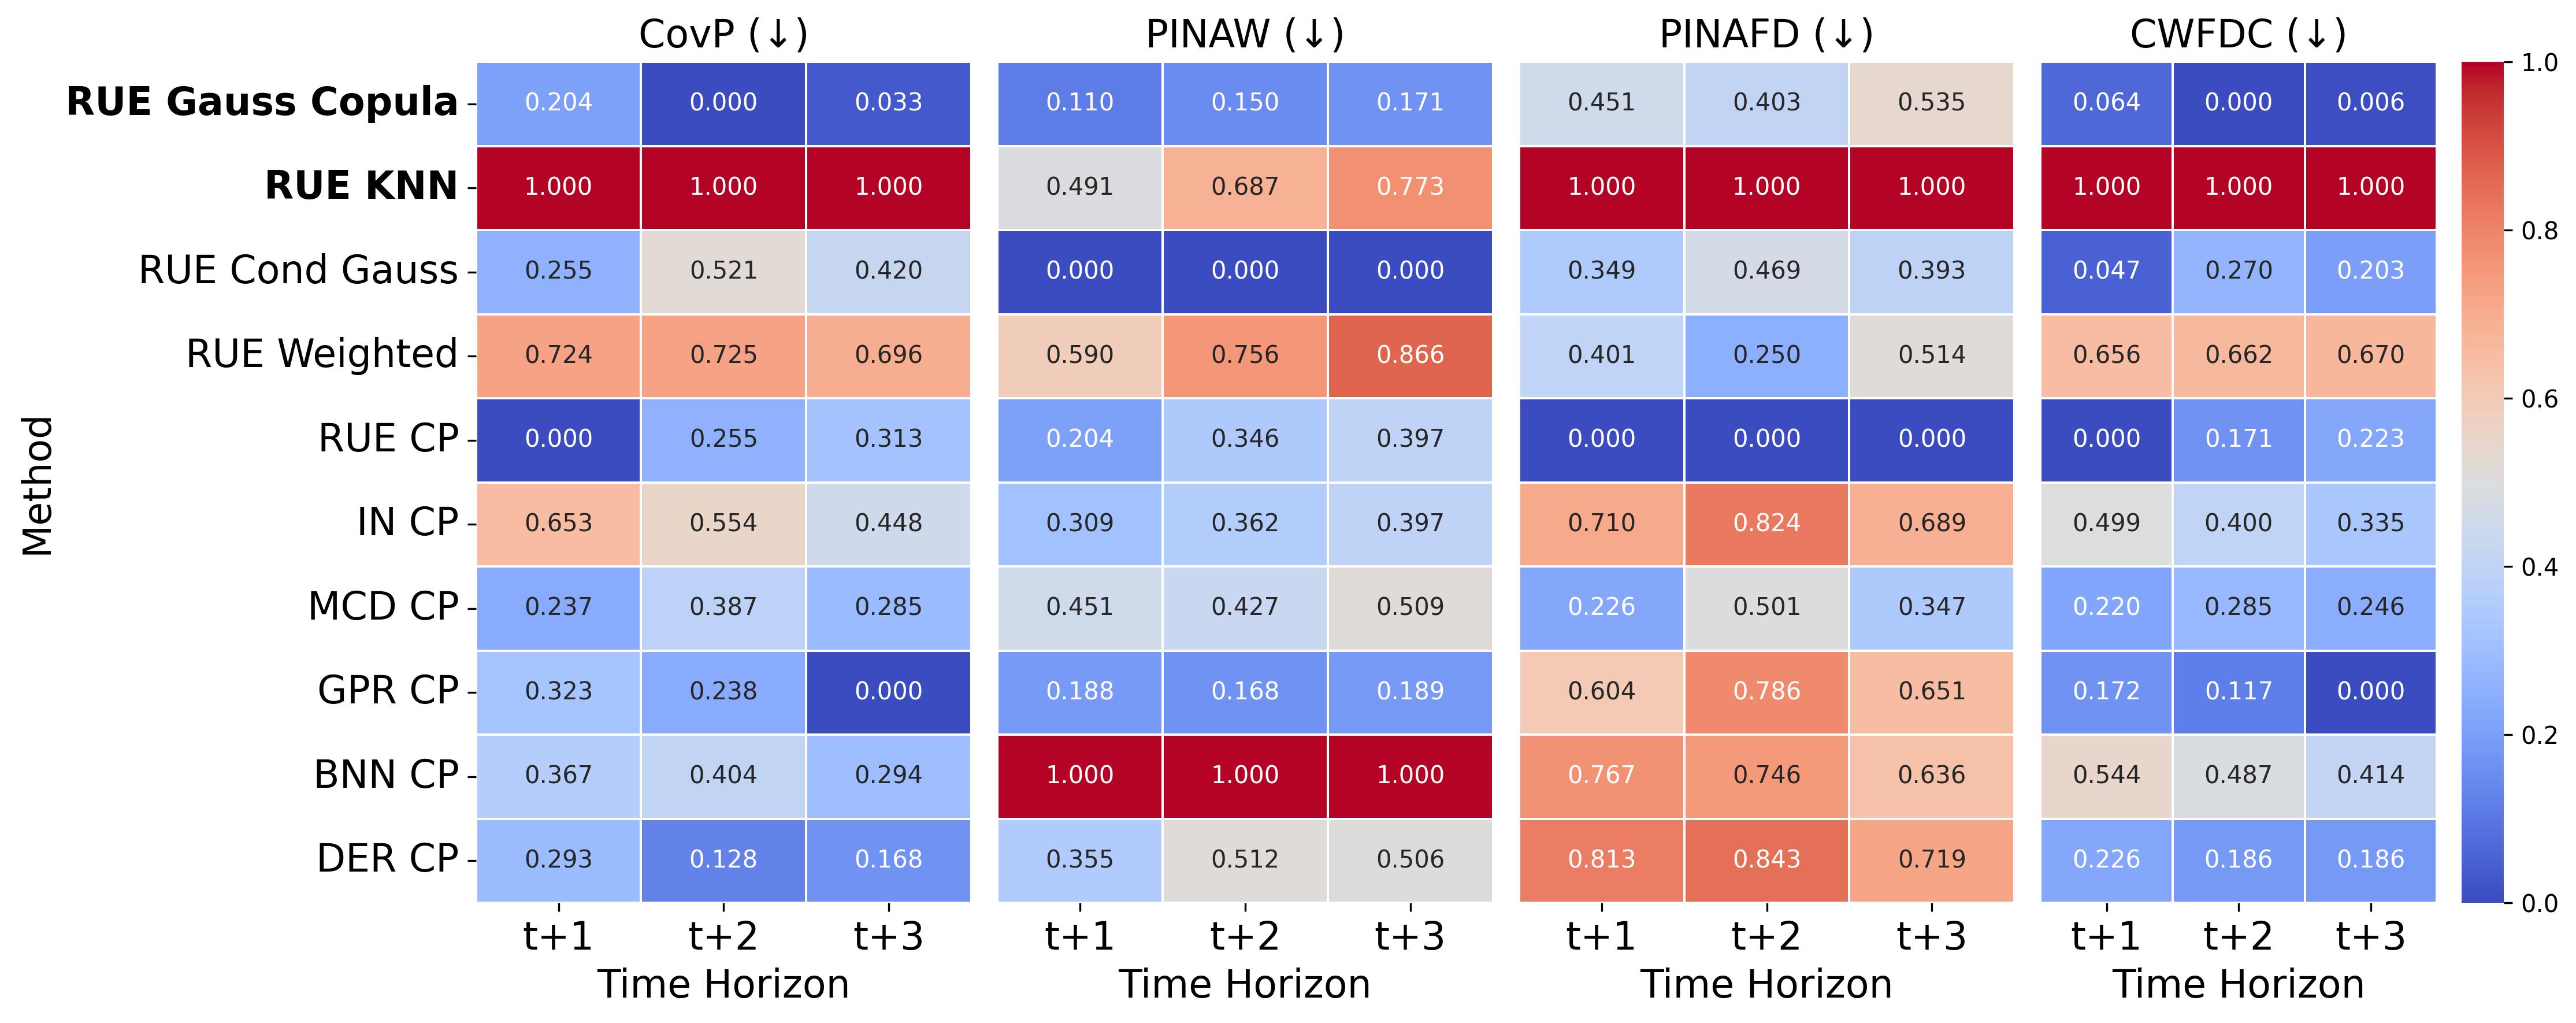 CovP (↓) PINAW (↓) PINAFD (↓) CWFDC (↓)
RUE Gauss Copula 0.204 0.000 0.033 0.110 0.150 0.171 0.451 0.403 0.535 0.064 0.000 0.006
RUE KNN 1.000 1.000 1.000 0.491 0.687 0.773 1.000 1.000 1.000 1.000 1.000 1.000
RUE Cond Gauss 0.255 0.521 0.420 0.000 0.000 0.000 0.349 0.469 0.393 0.047 0.270 0.203
RUE Weighted 0.724 0.725 0.696 0.590 0.756 0.866 0.401 0.250 0.514 0.656 0.662 0.670
RUE CP 0.000 0.255 0.313 0.204 0.346 0.397 0.000 0.000 0.000 0.000 0.171 0.223
IN CP 0.653 0.554 0.448 0.309 0.362 0.397 0.710 0.824 0.689 0.499 0.400 0.335
MCD CP 0.237 0.387 0.285 0.451 0.427 0.509 0.226 0.501 0.347 0.220 0.285 0.246
GPR CP 0.323 0.238 0.000 0.188 0.168 0.189 0.604 0.786 0.651 0.172 0.117 0.000
BNN CP 0.367 0.404 0.294 1.000 1.000 1.000 0.767 0.746 0.636 0.544 0.487 0.414
DER CP 0.293 0.128 0.168 0.355 0.512 0.506 0.813 0.843 0.719 0.226 0.186 0.186
t+1 t+2 t+3 t+1 t+2 t+3 t+1 t+2 t+3 t+1 t+2 t+3
Time Horizon Time Horizon Time Horizon Time Horizon
Method
1.0
0.8
0.6
0.4
0.2
0.0